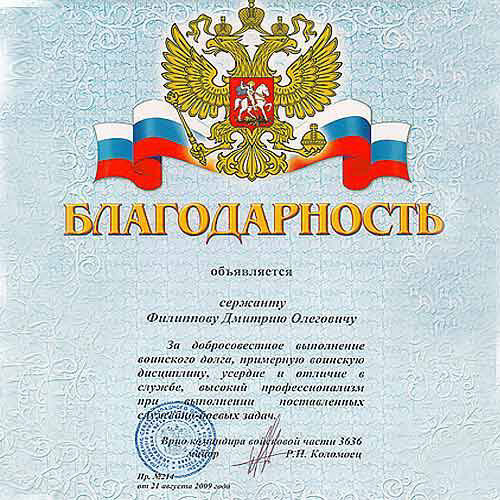 БЛАГОДАРНОСТЬ
объявляется
сержанту
Филиппову Дмитрию Олеговичу
За добросовестное выполнение
воинского долга, примерную воинскую
дисциплину, усердие и отличие в
службе, высокий профессионализм
при выполнении поставленных
служебно-боевых задач.
Врио командира войсковой части 3636
майор Р.П. Коломоец
Пр. №214
от 21 августа 2009 года